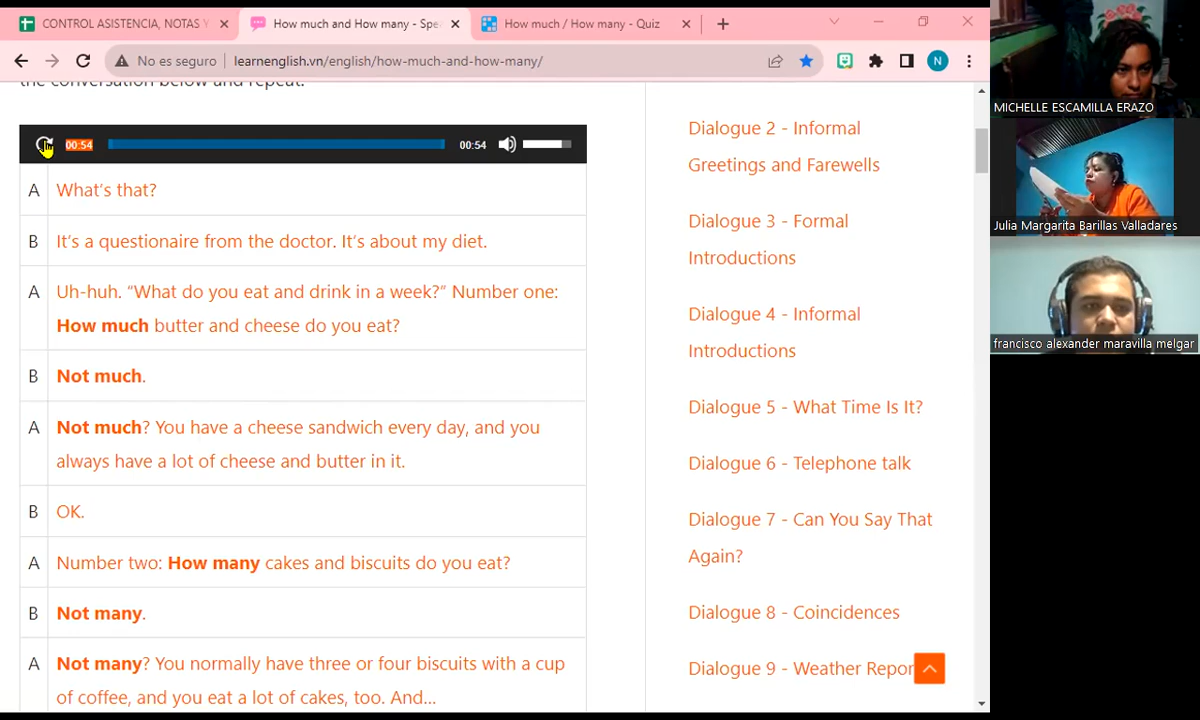 CONTROL ASISTENCIA, NOTAS Y
How much and How many - Spe
How much / How many - Quiz
No es seguro
learnenglish.vn/english/how-much-and-how-many/
N
the conversation below and repeat.
00:54
00:54
A What's that?
B It's a questionaire from the doctor. It's about my diet.
A Uh-huh. “What do you eat and drink in a week?” Number one:
How much butter and cheese do you eat?
B Not much.
A Not much? You have a cheese sandwich every day, and you
always have a lot of cheese and butter in it.
B OK.
A Number two: How many cakes and biscuits do you eat?
B Not many.
A Not many? You normally have three or four biscuits with a cup
of coffee, and you eat a lot of cakes, too. And...
Dialogue 2 - Informal
Greetings and Farewells
Dialogue 3 - Formal
Introductions
Dialogue 4 - Informal
Introductions
Dialogue 5 - What Time Is It?
Dialogue 6 - Telephone talk
Dialogue 7 - Can You Say That
Again?
Dialogue 8 - Coincidences
Dialogue 9 - Weather Repor
MICHELLE ESCAMILLA ERAZO
Julia Margarita Barillas Valladares
francisco alexander maravilla melgar